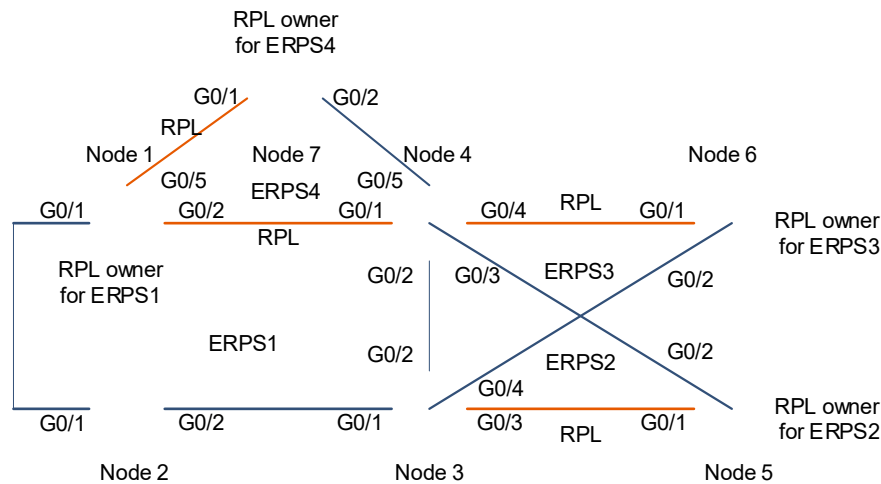 RPL owner
for ERPS4
G0/1
G0/2
RPL
Node 1
Node 7
Node 4
Node 6
G0/5
ERPS4
G0/5
G0/1
G0/2
G0/1
G0/4
RPL
G0/1
RPL
RPL owner
for ERPS3
RPL owner
for ERPS1
G0/2
G0/3
ERPS3
G0/2
ERPS1
G0/2
ERPS2
G0/2
G0/4
G0/1
G0/2
G0/1
G0/3
RPL
G0/1
RPL owner
for ERPS2
Node 2
Node 3
Node 5